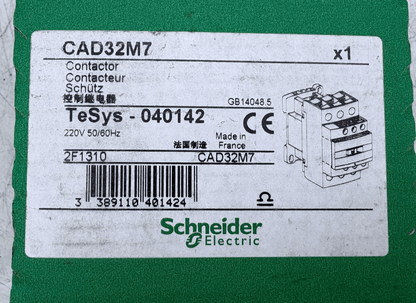 CAD32M7 x1
Contactor
Contacteur
Schütz
控制继电器 GB14048.5
TeSys - 040142 CE
220V 50/60Hz 法国制造 Made in France
2F1310 CAD32M7
3 389110 401424
Schneider
Electric